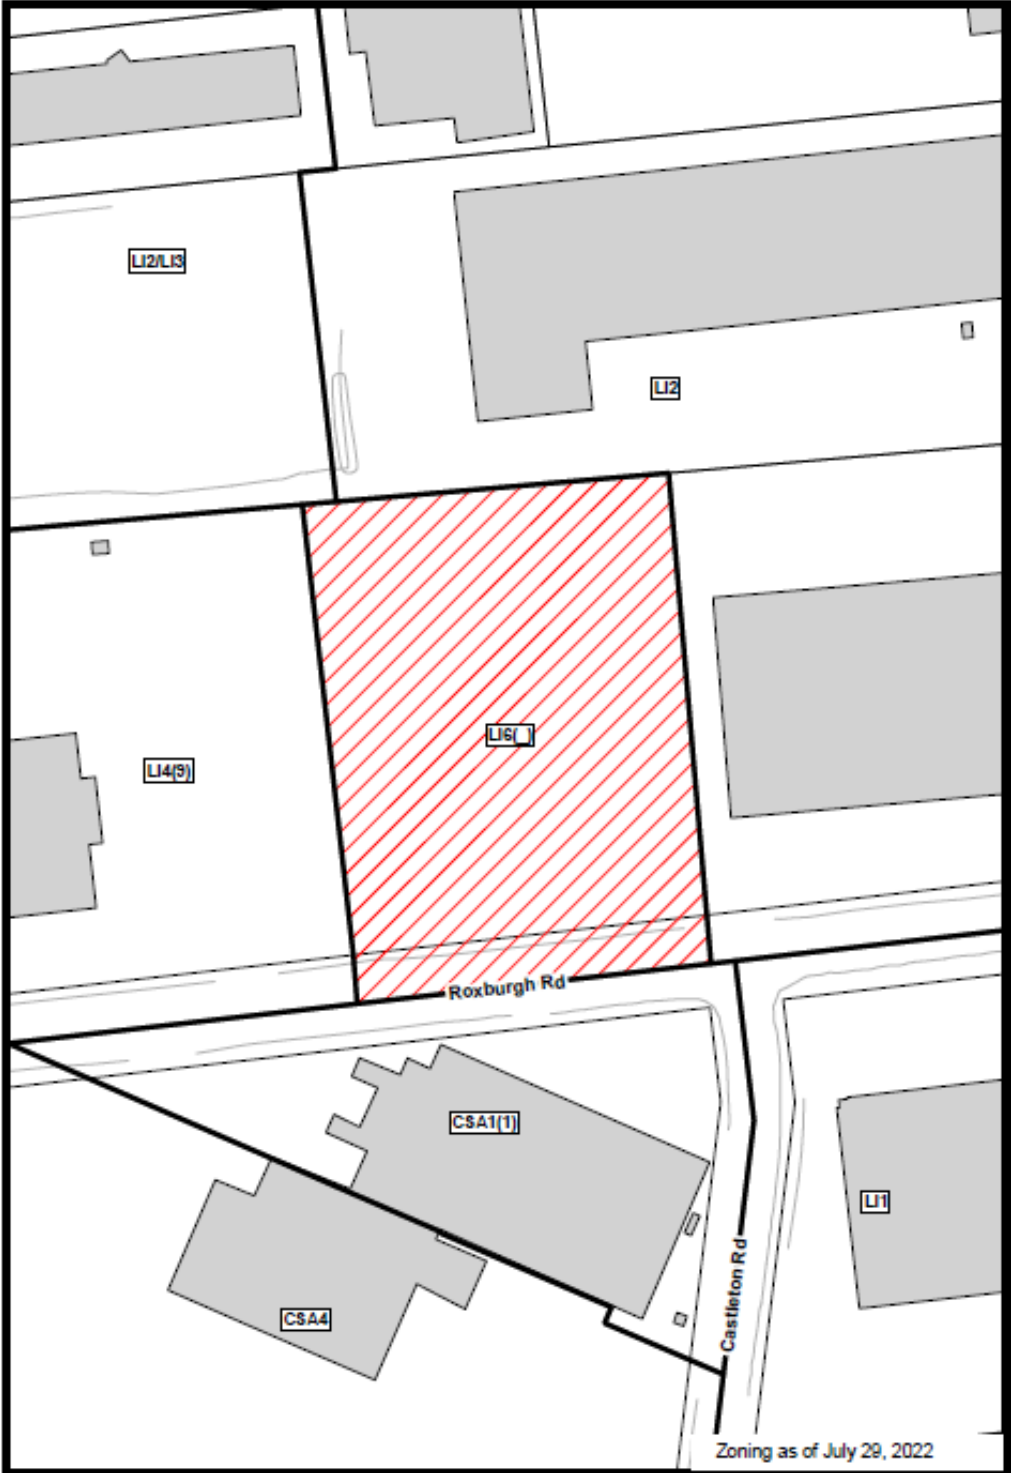 LI2/LI3
LI2
LI6(_)
LI4(9)
Roxburgh Rd
CSA1(1)
LI1
Castleton Rd
CSA4
Zoning as of July 29, 2022